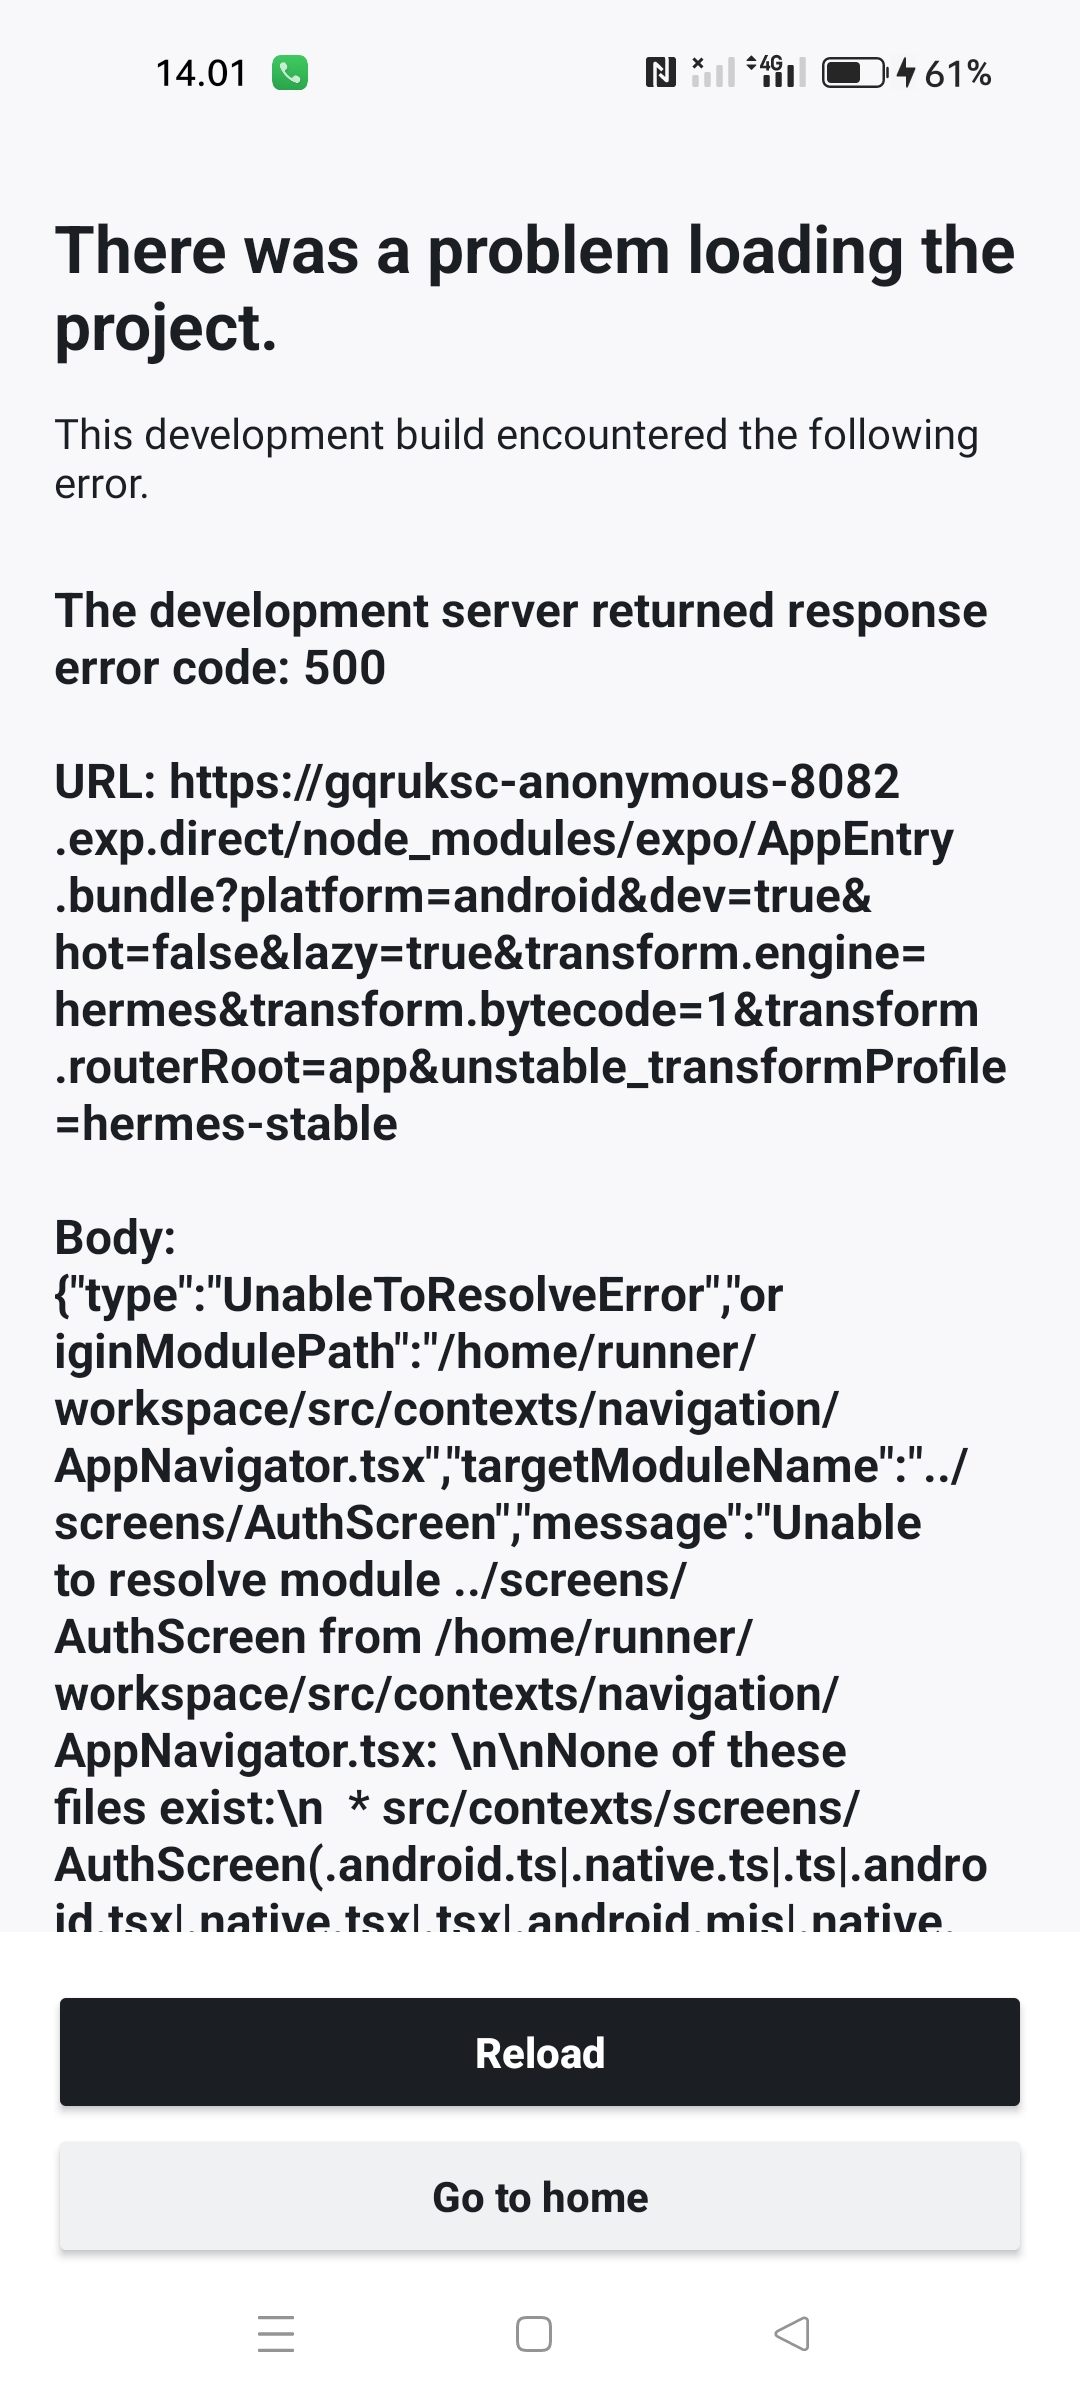 14.01
4G
61%
There was a problem loading the
project.
This development build encountered the following
error.
The development server returned response
error code: 500
URL: https://gqruksc-anonymous-8082
.exp.direct/node_modules/expo/AppEntry
.bundle?platform=android&dev=true&
hot=false&lazy=true&transform.engine=
hermes&transform.bytecode=1&transform
.routerRoot=app&unstable_transformProfile
=hermes-stable
Body:
{"type":"UnableToResolveError","or
iginModulePath":"/home/runner/
workspace/src/contexts/navigation/
AppNavigator.tsx","targetModuleName":"../
screens/AuthScreen","message":"Unable
to resolve module ../screens/
AuthScreen from /home/runner/
workspace/src/contexts/navigation/
AppNavigator.tsx: \n\nNone of these
files exist:\n  * src/contexts/screens/
AuthScreen(.android.ts|.native.ts|.ts|.andro
id.tsx|.native.tsx|.tsx|.android.mjs|.native.
Reload
Go to home